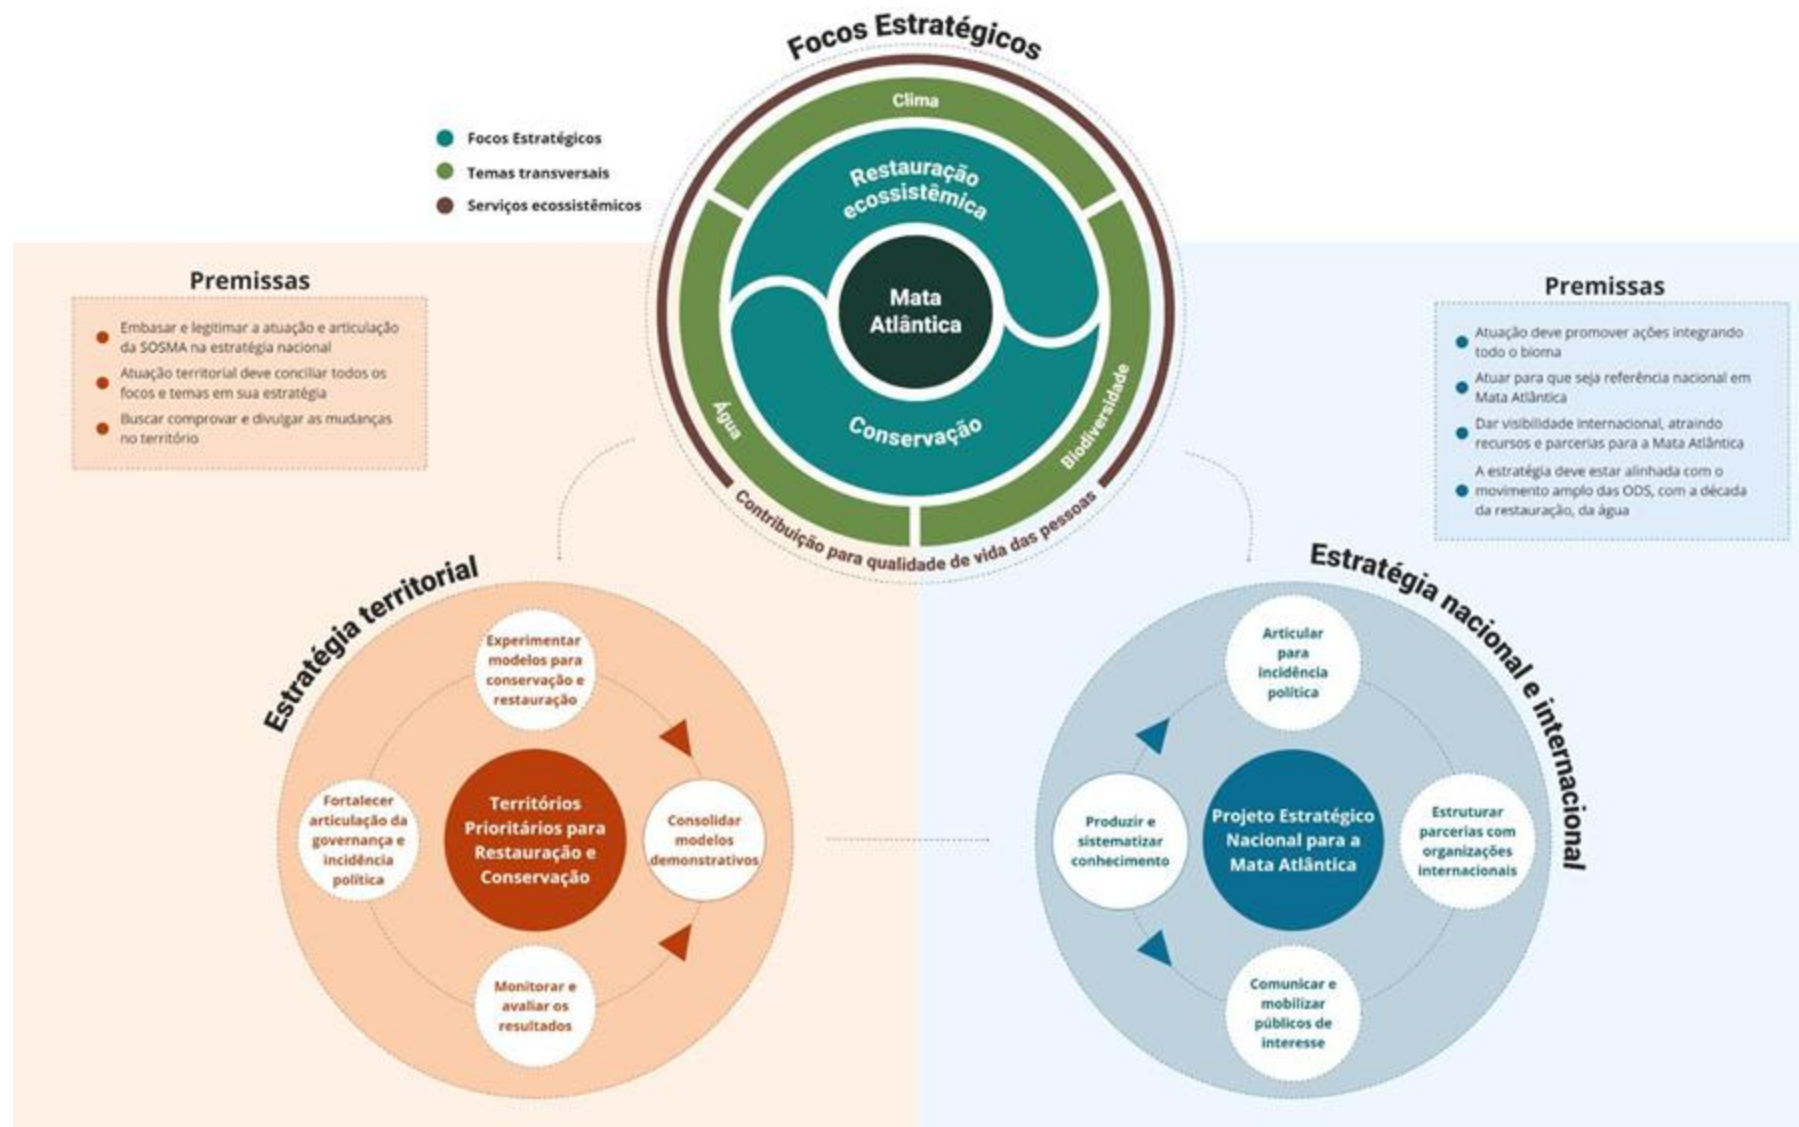 Focos Estratégicos
Focos Estratégicos
Temas transversais
Serviços ecossistêmicos
Clima
Restauração
ecossistêmica
Mata
Atlântica
Conservação
Água
Biodiversidade
Contribuição para qualidade de vida das pessoas
Premissas
Embasar e legitimar a atuação e articulação
da SOSMA na estratégia nacional
Atuação territorial deve conciliar todos os
focos e temas em sua estratégia
Buscar comprovar e divulgar as mudanças
no território
Premissas
Atuação deve promover ações integrando
todo o bioma
Atuar para que seja referência nacional em
Mata Atlântica
Dar visibilidade internacional, atraindo
recursos e parcerias para a Mata Atlântica
A estratégia deve estar alinhada com o
movimento amplo das ODS, com a década
da restauração, da água
Estratégia territorial
Experimentar
modelos para
conservação e
restauração
Fortalecer
articulação da
governança e
incidência
política
Territórios
Prioritários para
Restauração e
Conservação
Consolidar
modelos
demonstrativos
Monitorar e
avaliar os
resultados
Estratégia nacional e internacional
Articular
para
incidência
política
Produzir e
sistematizar
conhecimento
Projeto Estratégico
Nacional para a
Mata Atlântica
Estruturar
parcerias com
organizações
internacionais
Comunicar e
mobilizar
públicos de
interesse